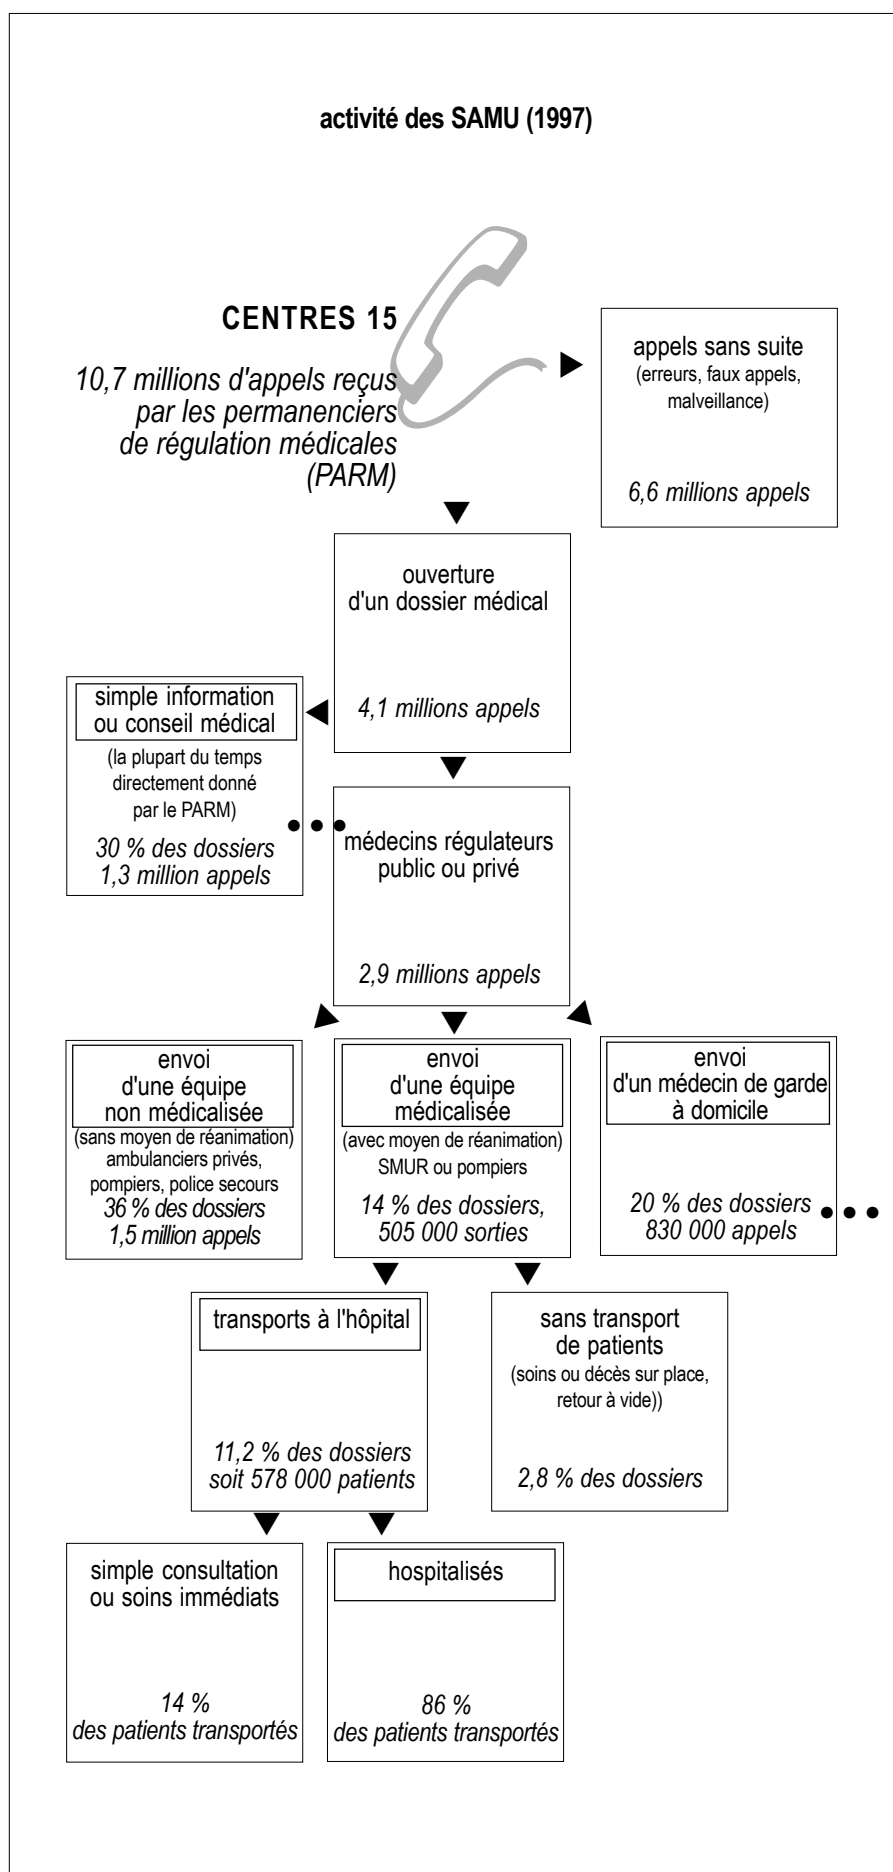 activité des SAMU (1997)
CENTRES 15
10,7 millions d'appels reçus
par les permanenciers
de régulation médicales
(PARM)
appels sans suite
(erreurs, faux appels,
malveillance)
6,6 millions appels
ouverture
d'un dossier médical
4,1 millions appels
simple information
ou conseil médical
(la plupart du temps
directement donné
par le PARM)
30 % des dossiers
1,3 million appels
médecins régulateurs
public ou privé
2,9 millions appels
envoi
d'une équipe
non médicalisée
(sans moyen de réanimation)
ambulanciers privés,
pompiers, police secours
36 % des dossiers
1,5 million appels
envoi
d'une équipe
médicalisée
(avec moyen de réanimation)
SMUR ou pompiers
14 % des dossiers,
505 000 sorties
envoi
d'un médecin de garde
à domicile
20 % des dossiers
830 000 appels
transports à l'hôpital
11,2 % des dossiers
soit 578 000 patients
sans transport
de patients
(soins ou décès sur place,
retour à vide))
2,8 % des dossiers
simple consultation
ou soins immédiats
14 %
des patients transportés
hospitalisés
86 %
des patients transportés